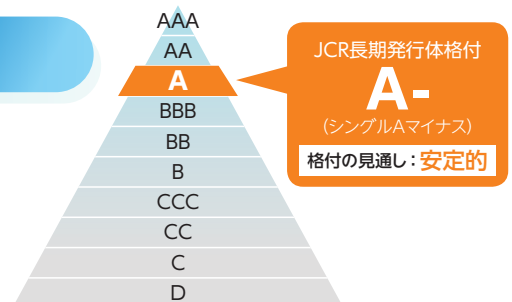 AAA
AA
A
BBB
BB
B
CCC
CC
C
D
JCR長期発行体格付
A-
(シングルAマイナス)
格付の見通し：安定的